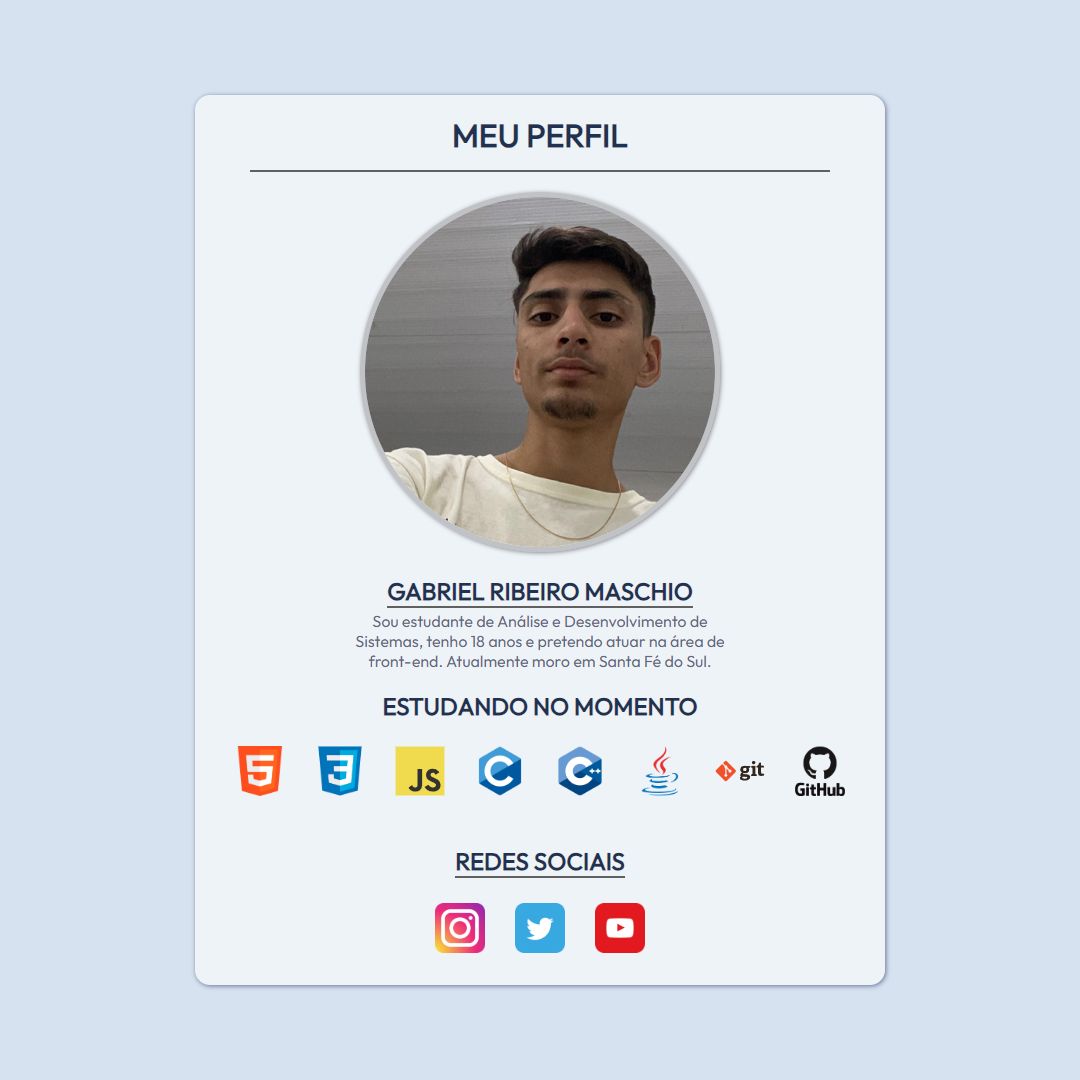 MEU PERFIL
GABRIEL RIBEIRO MASCHIO
Sou estudante de Análise e Desenvolvimento de
Sistemas, tenho 18 anos e pretendo atuar na área de
front-end. Atualmente moro em Santa Fé do Sul.
ESTUDANDO NO MOMENTO
5 3 JS C C++ git GitHub
REDES SOCIAIS